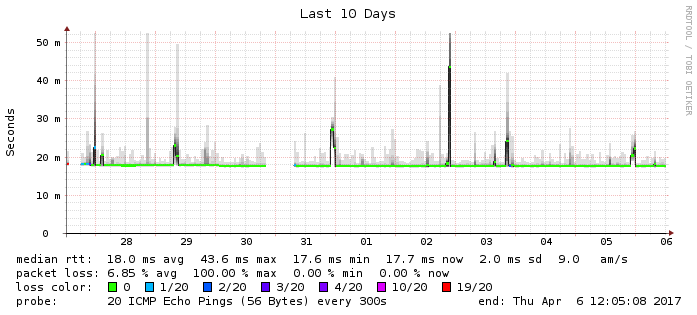 Last 10 Days
RRDTOOL / TOBI OETIKER
Seconds
50 m
40 m
30 m
20 m
10 m
0
28 29 30 31 01 02 03 04 05 06
median rtt: 18.0 ms avg 43.6 ms max 17.6 ms min 17.7 ms now 2.0 ms sd 9.0 am/s
packet loss: 6.85 % avg 100.00 % max 0.00 % min 0.00 % now
loss color: 0 1/20 2/20 3/20 4/20 10/20 19/20
probe: 20 ICMP Echo Pings (56 Bytes) every 300s end: Thu Apr 6 12:05:08 2017